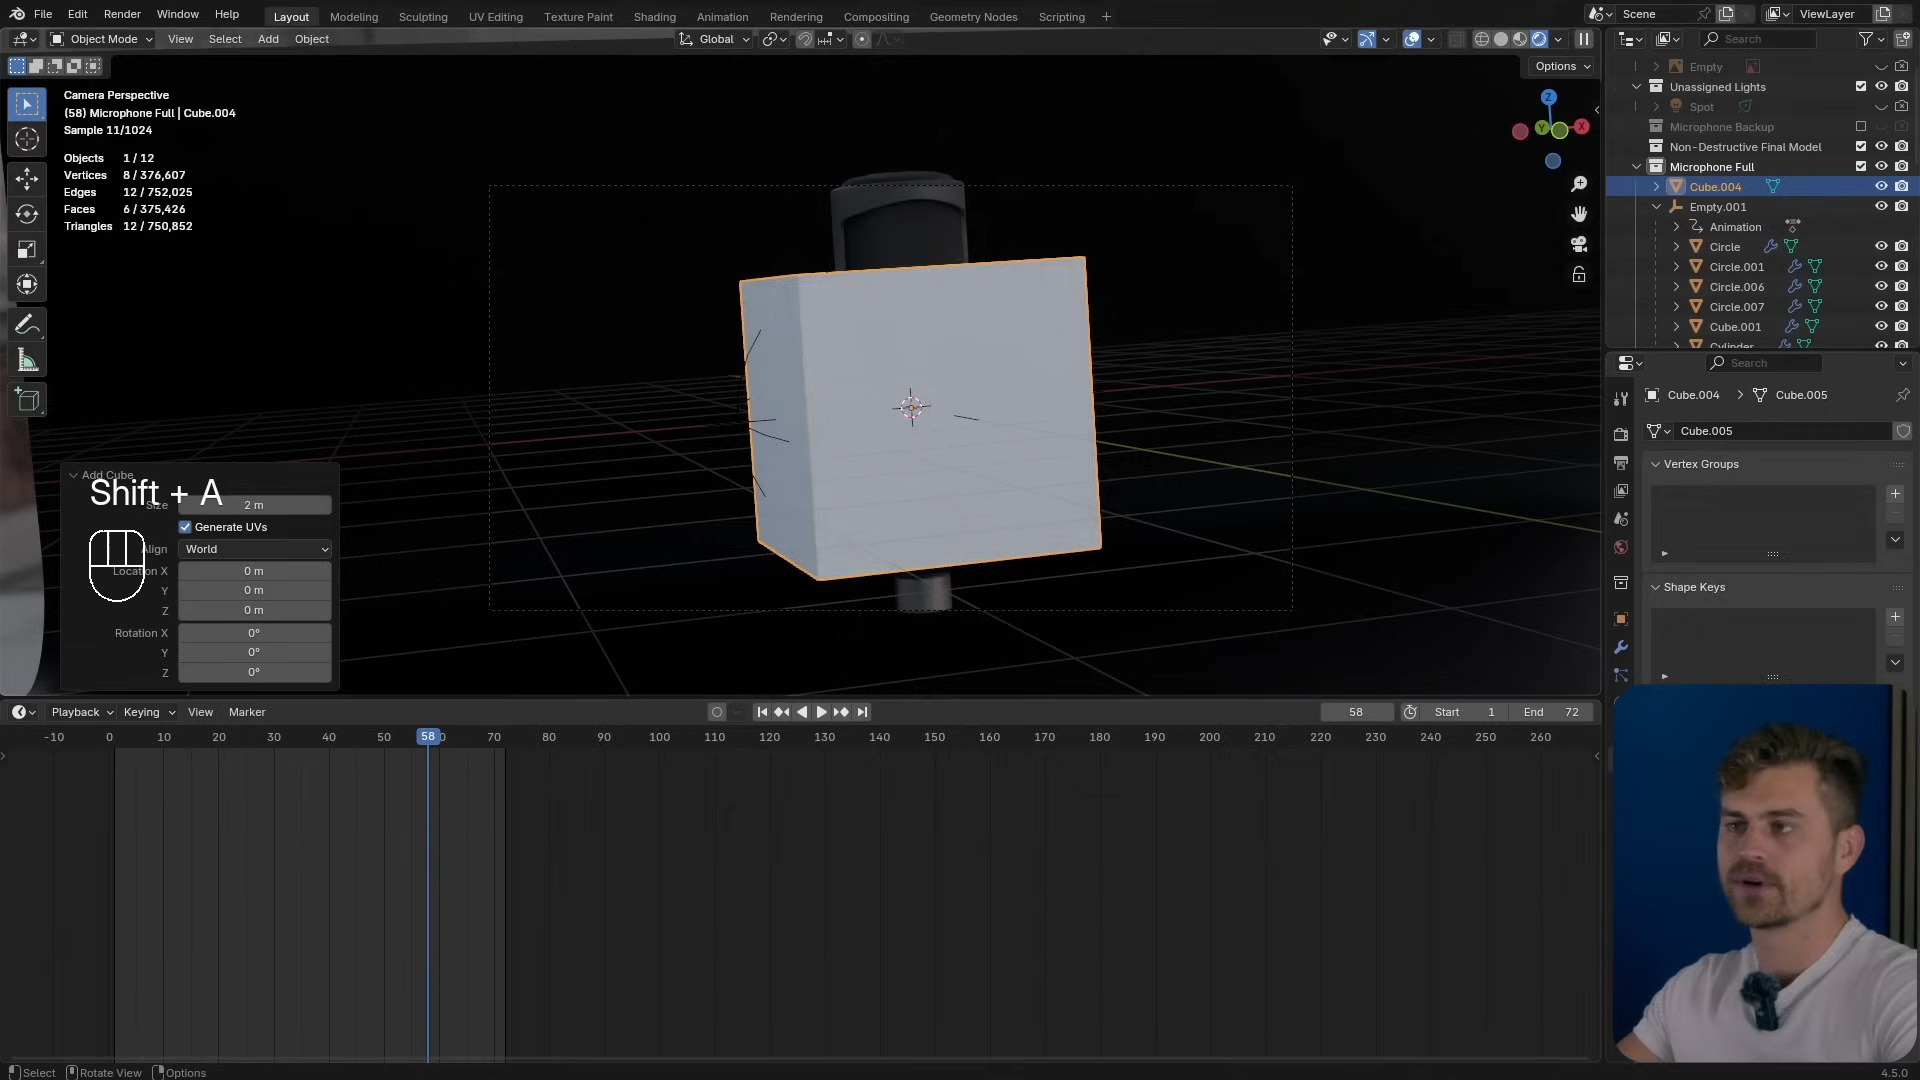 File Edit Render Window Help Layout Modeling Sculpting UV Editing Texture Paint Shading Animation Rendering Compositing Geometry Nodes Scripting + Scene ViewLayer
Object Mode View Select Add Object Global Search
Options
Camera Perspective
(58) Microphone Full | Cube.004
Sample 11/1024
Objects 1 / 12
Vertices 8 / 376,607
Edges 12 / 752,025
Faces 6 / 375,426
Triangles 12 / 750,852
Z
Y
X
Empty
Unassigned Lights
Spot
Microphone Backup
Non-Destructive Final Model
Microphone Full
Cube.004
Empty.001
Animation
Circle
Circle.001
Circle.006
Circle.007
Cube.001
Cylinder
Search
Cube.004 > Cube.005
Cube.005
Vertex Groups
Shape Keys
Add Cube
Shift + A
Size 2 m
Generate UVs
Align World
Location X 0 m
Y 0 m
Z 0 m
Rotation X 0°
Y 0°
Z 0°
Playback Keying View Marker 58 Start 1 End 72
-10 0 10 20 30 40 50 58 70 80 90 100 110 120 130 140 150 160 170 180 190 200 210 220 230 240 250 260
Select Rotate View Options 4.5.0